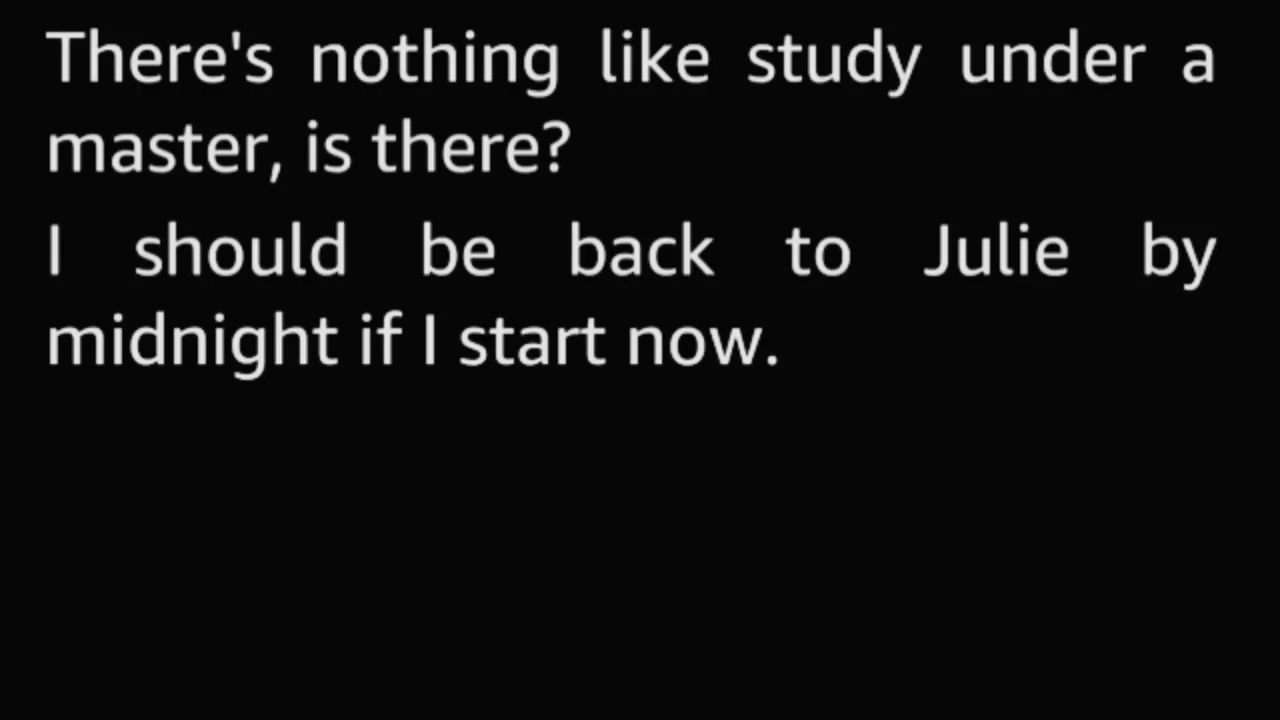 There's nothing like study under a
master, is there?
I should be back to Julie by
midnight if I start now.